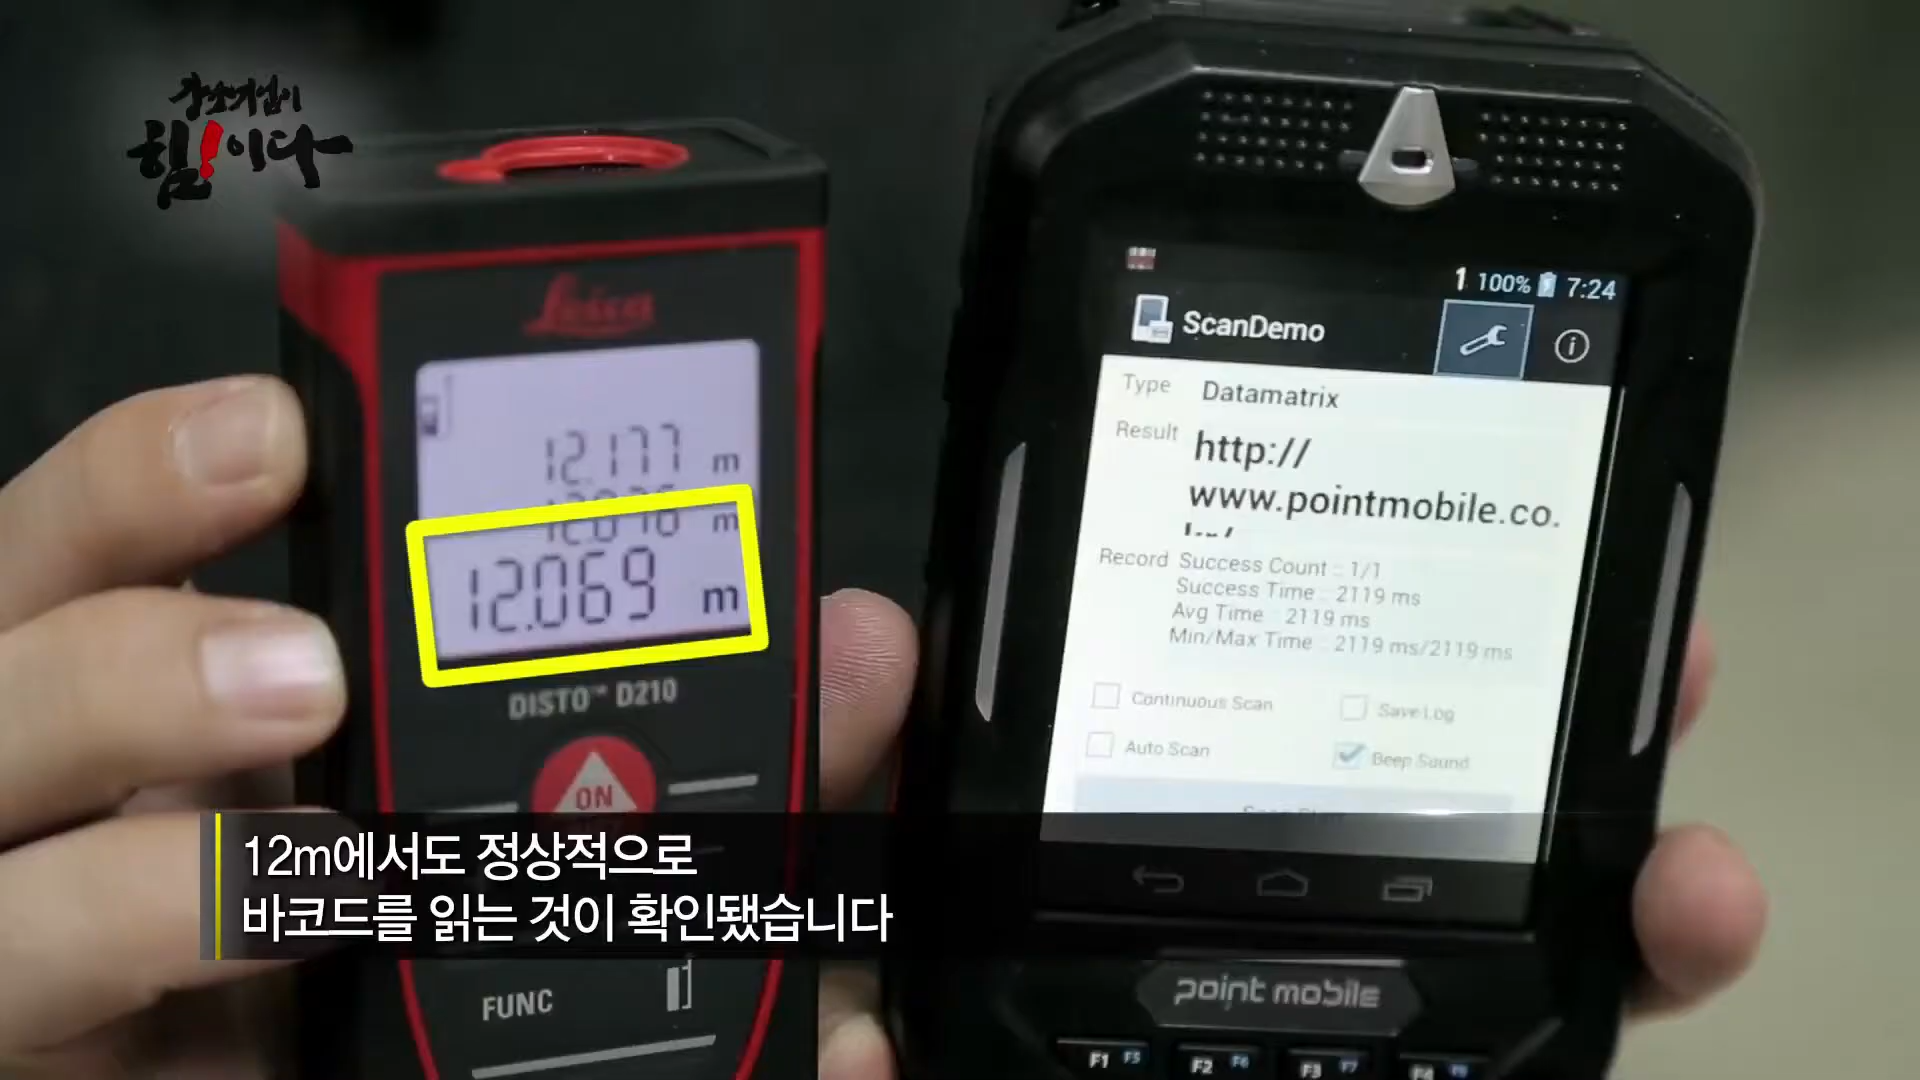 강소기업이
힘!이다
Leica
12.177 m
m
12.069 m
DISTO™ D210
ON
FUNC
1 100% 7:24
ScanDemo
Type Datamatrix
Result http://
www.pointmobile.co.
Record Success Count : 1/1
Success Time : 2119 ms
Avg Time : 2119 ms
Min/Max Time : 2119 ms/2119 ms
Continuous Scan
Save Log
Auto Scan
Beep Sound
point mobile
F1 F5 F2 F6 F3 F7 F4
12m에서도 정상적으로
바코드를 읽는 것이 확인됐습니다